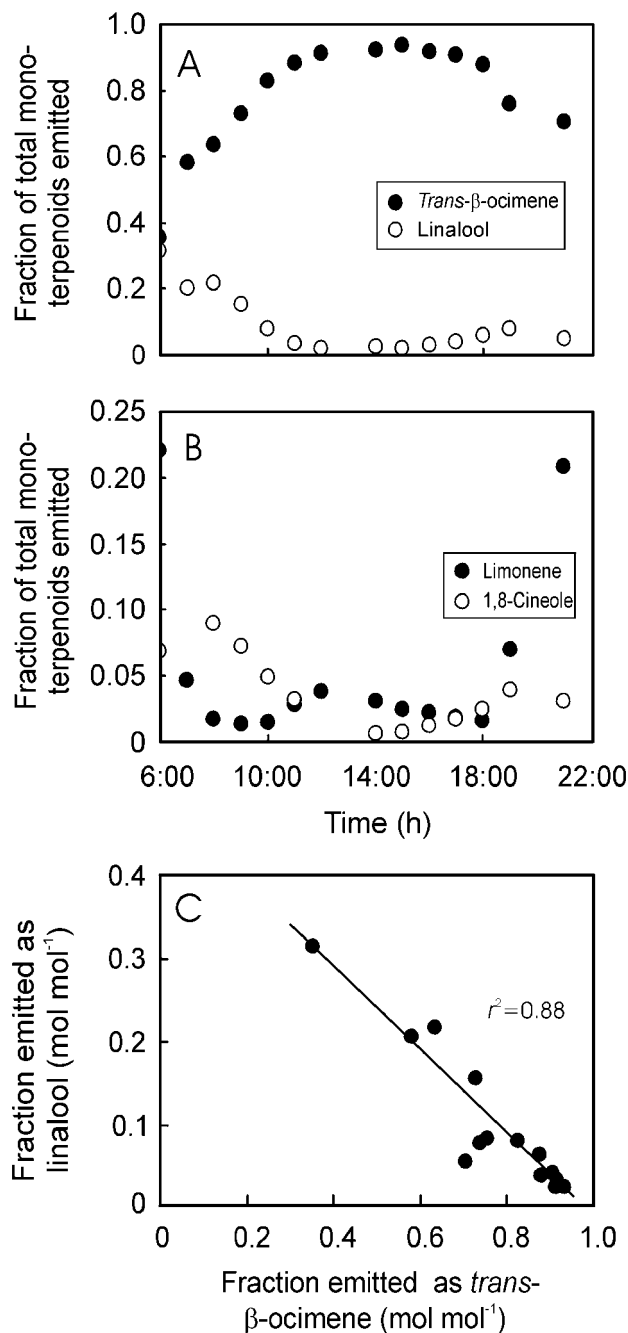 A
Fraction of total mono-
terpenoids emitted
1.0
0.8
0.6
0.4
0.2
0
Trans-β-ocimene
Linalool
B
Fraction of total mono-
terpenoids emitted
0.25
0.20
0.15
0.10
0.05
0
Limonene
1,8-Cineole
6:00 10:00 14:00 18:00 22:00
Time (h)
C
Fraction emitted as
linalool (mol mol⁻¹)
0.4
0.3
0.2
0.1
0
r²=0.88
0.2 0.4 0.6 0.8 1.0
Fraction emitted as trans-
β-ocimene (mol mol⁻¹)